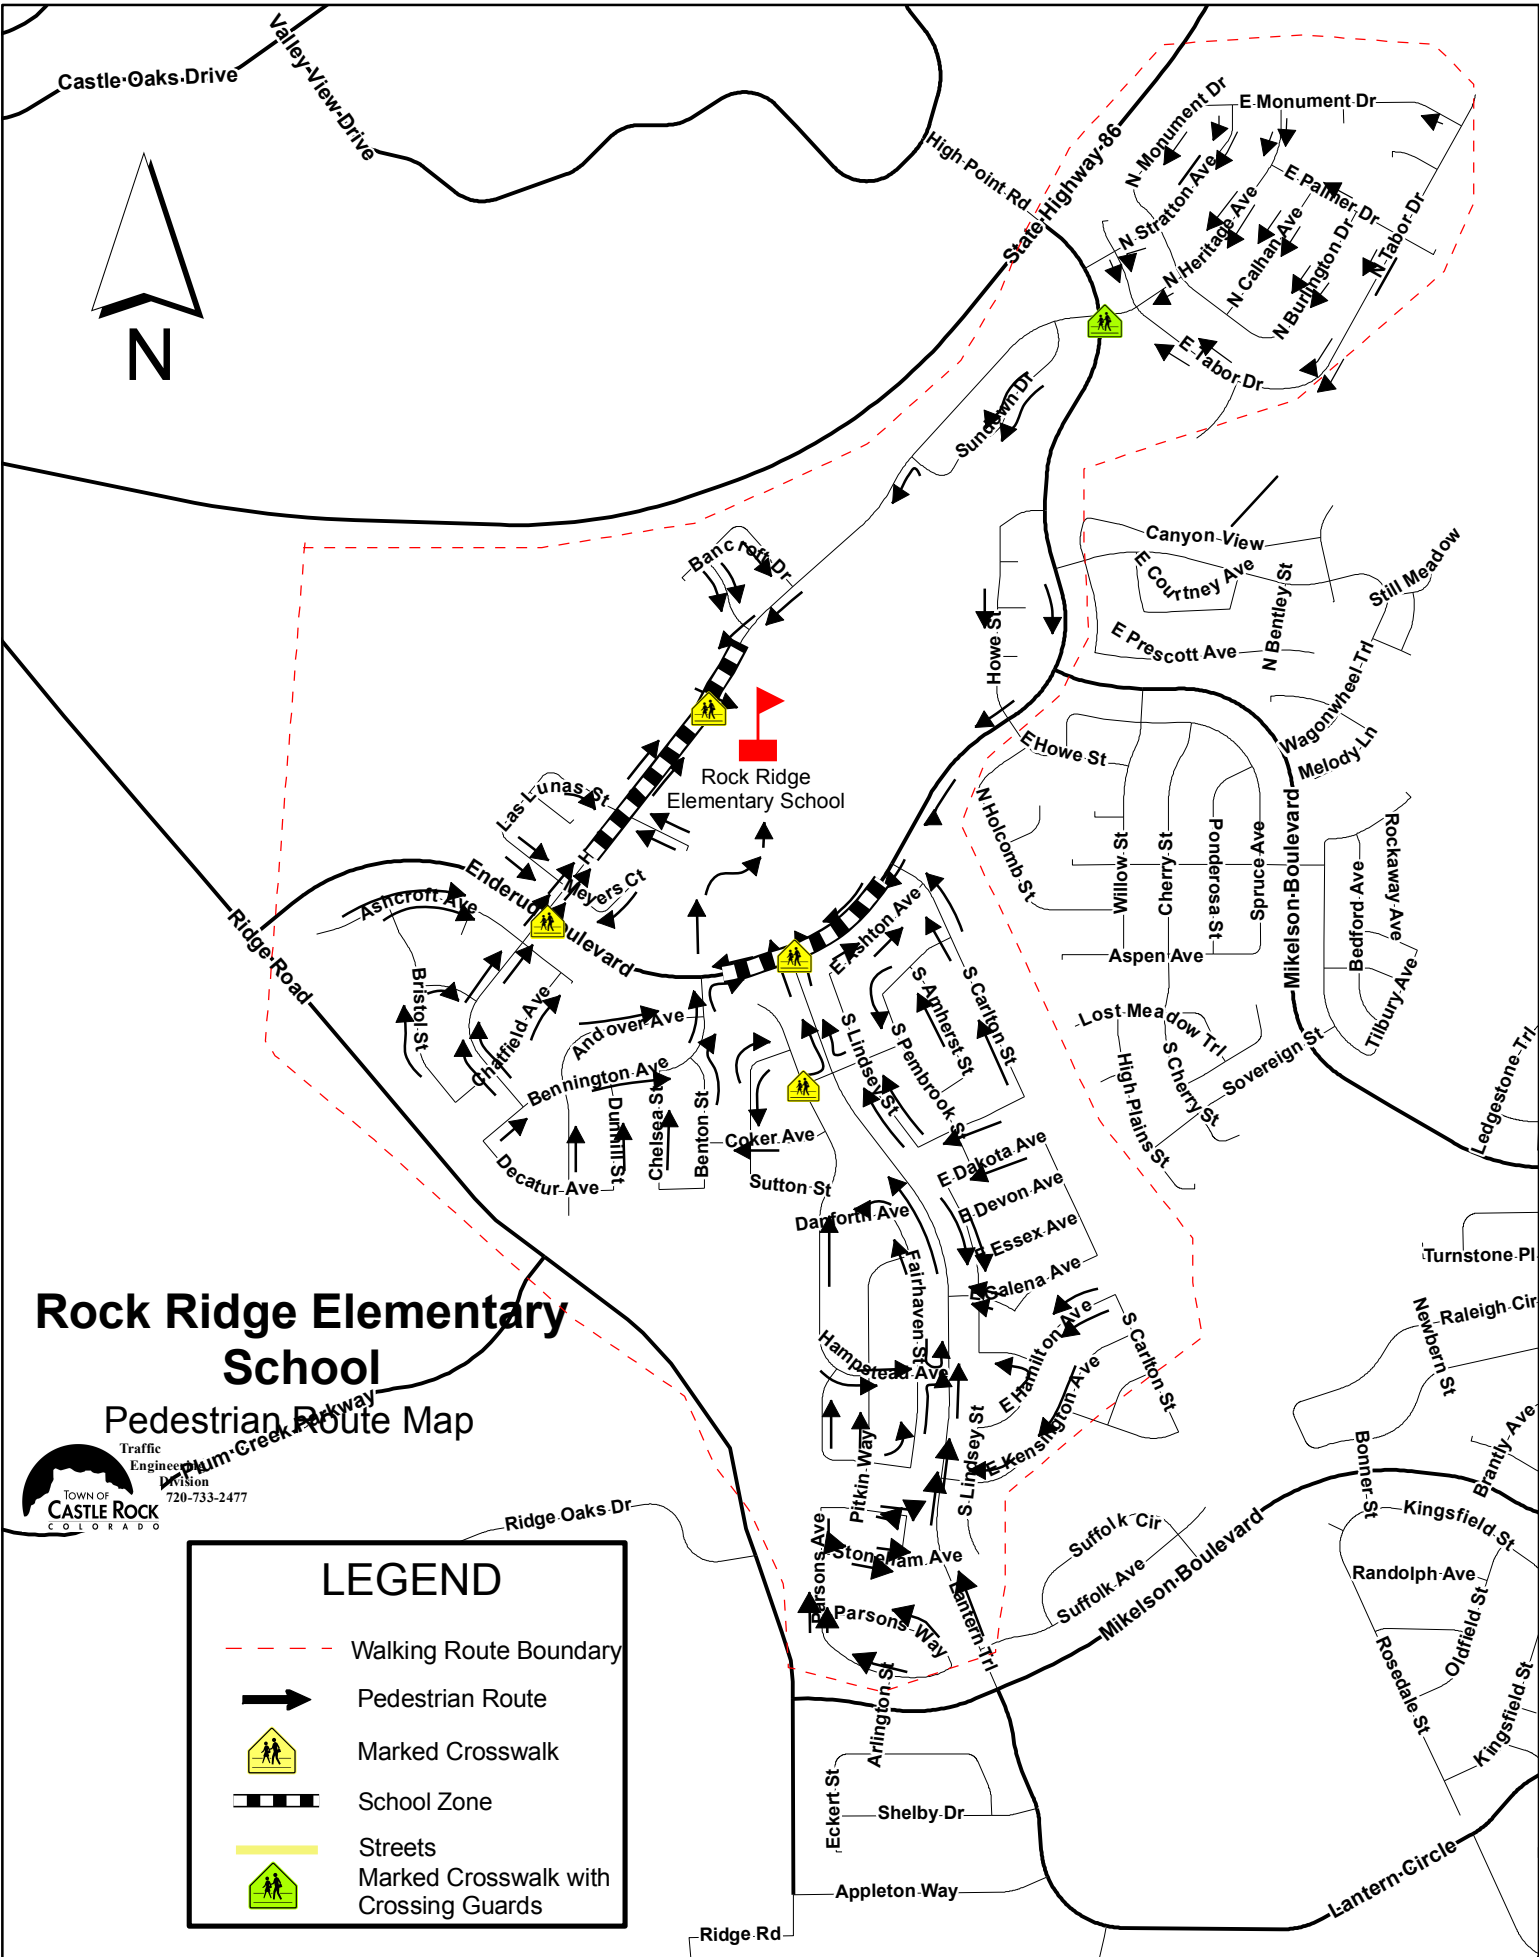 Castle Oaks Drive
Valley View Drive
High Point Rd
State Highway 86
N Monument Dr
E Monument Dr
N Stratton Ave
E Palmer Dr
N Heritage Ave
N Calhan Ave
N Burlington Dr
N Tabor Dr
E Tabor Dr
N
Sundown Dr
Bancroft Dr
Canyon View
E Courtney Ave
N Bentley St
Still Meadow
E Prescott Ave
Howe St
Wagonwheel Trl
Melody Ln
E Howe St
Rock Ridge
Elementary School
Las Lunas St
N Holcomb St
Willow St
Cherry St
Ponderosa St
Spruce Ave
Mikelson Boulevard
Bedford Ave
Rockaway Ave
Meyers Ct
Boulevard
Ashcroft Ave
Ridge Road
E Ashton Ave
Aspen Ave
Tilbury Ave
Bristol St
Chatfield Ave
Andover Ave
Bennington Ave
S Lindsey St
S Pembrook St
S Amherst St
S Carlton St
Lost Meadow Trl
High Plains St
S Cherry St
Sovereign St
Ledgestone Trl
Decatur Ave
Chelsea St
Benton St
Coker Ave
Sutton St
E Dakota Ave
E Devon Ave
E Essex Ave
E Salena Ave
Danforth Ave
Fairhaven St
Turnstone Pl
Raleigh Cir
Newbern St
Rock Ridge Elementary
School
Pedestrian Route Map
Plum Creek Parkway
Traffic
Engineering
Division
720-733-2477
TOWN OF
CASTLE ROCK
COLORADO
Hampstead Ave
E Hamilton Ave
S Carlton St
E Kensington Ave
S Lindsey St
Pitkin Way
Parsons Ave
Stoneham Ave
Parsons Way
Lantern Trl
Arlington St
Ridge Oaks Dr
Suffolk Cir
Suffolk Ave
Mikelson Boulevard
Bonner St
Brantly Ave
Kingsfield St
Randolph Ave
Oldfield St
Rosedale St
Kingsfield St
Eckert St
Shelby Dr
Appleton Way
Ridge Rd
Lantern Circle
LEGEND
Walking Route Boundary
Pedestrian Route
Marked Crosswalk
School Zone
Streets
Marked Crosswalk with
Crossing Guards